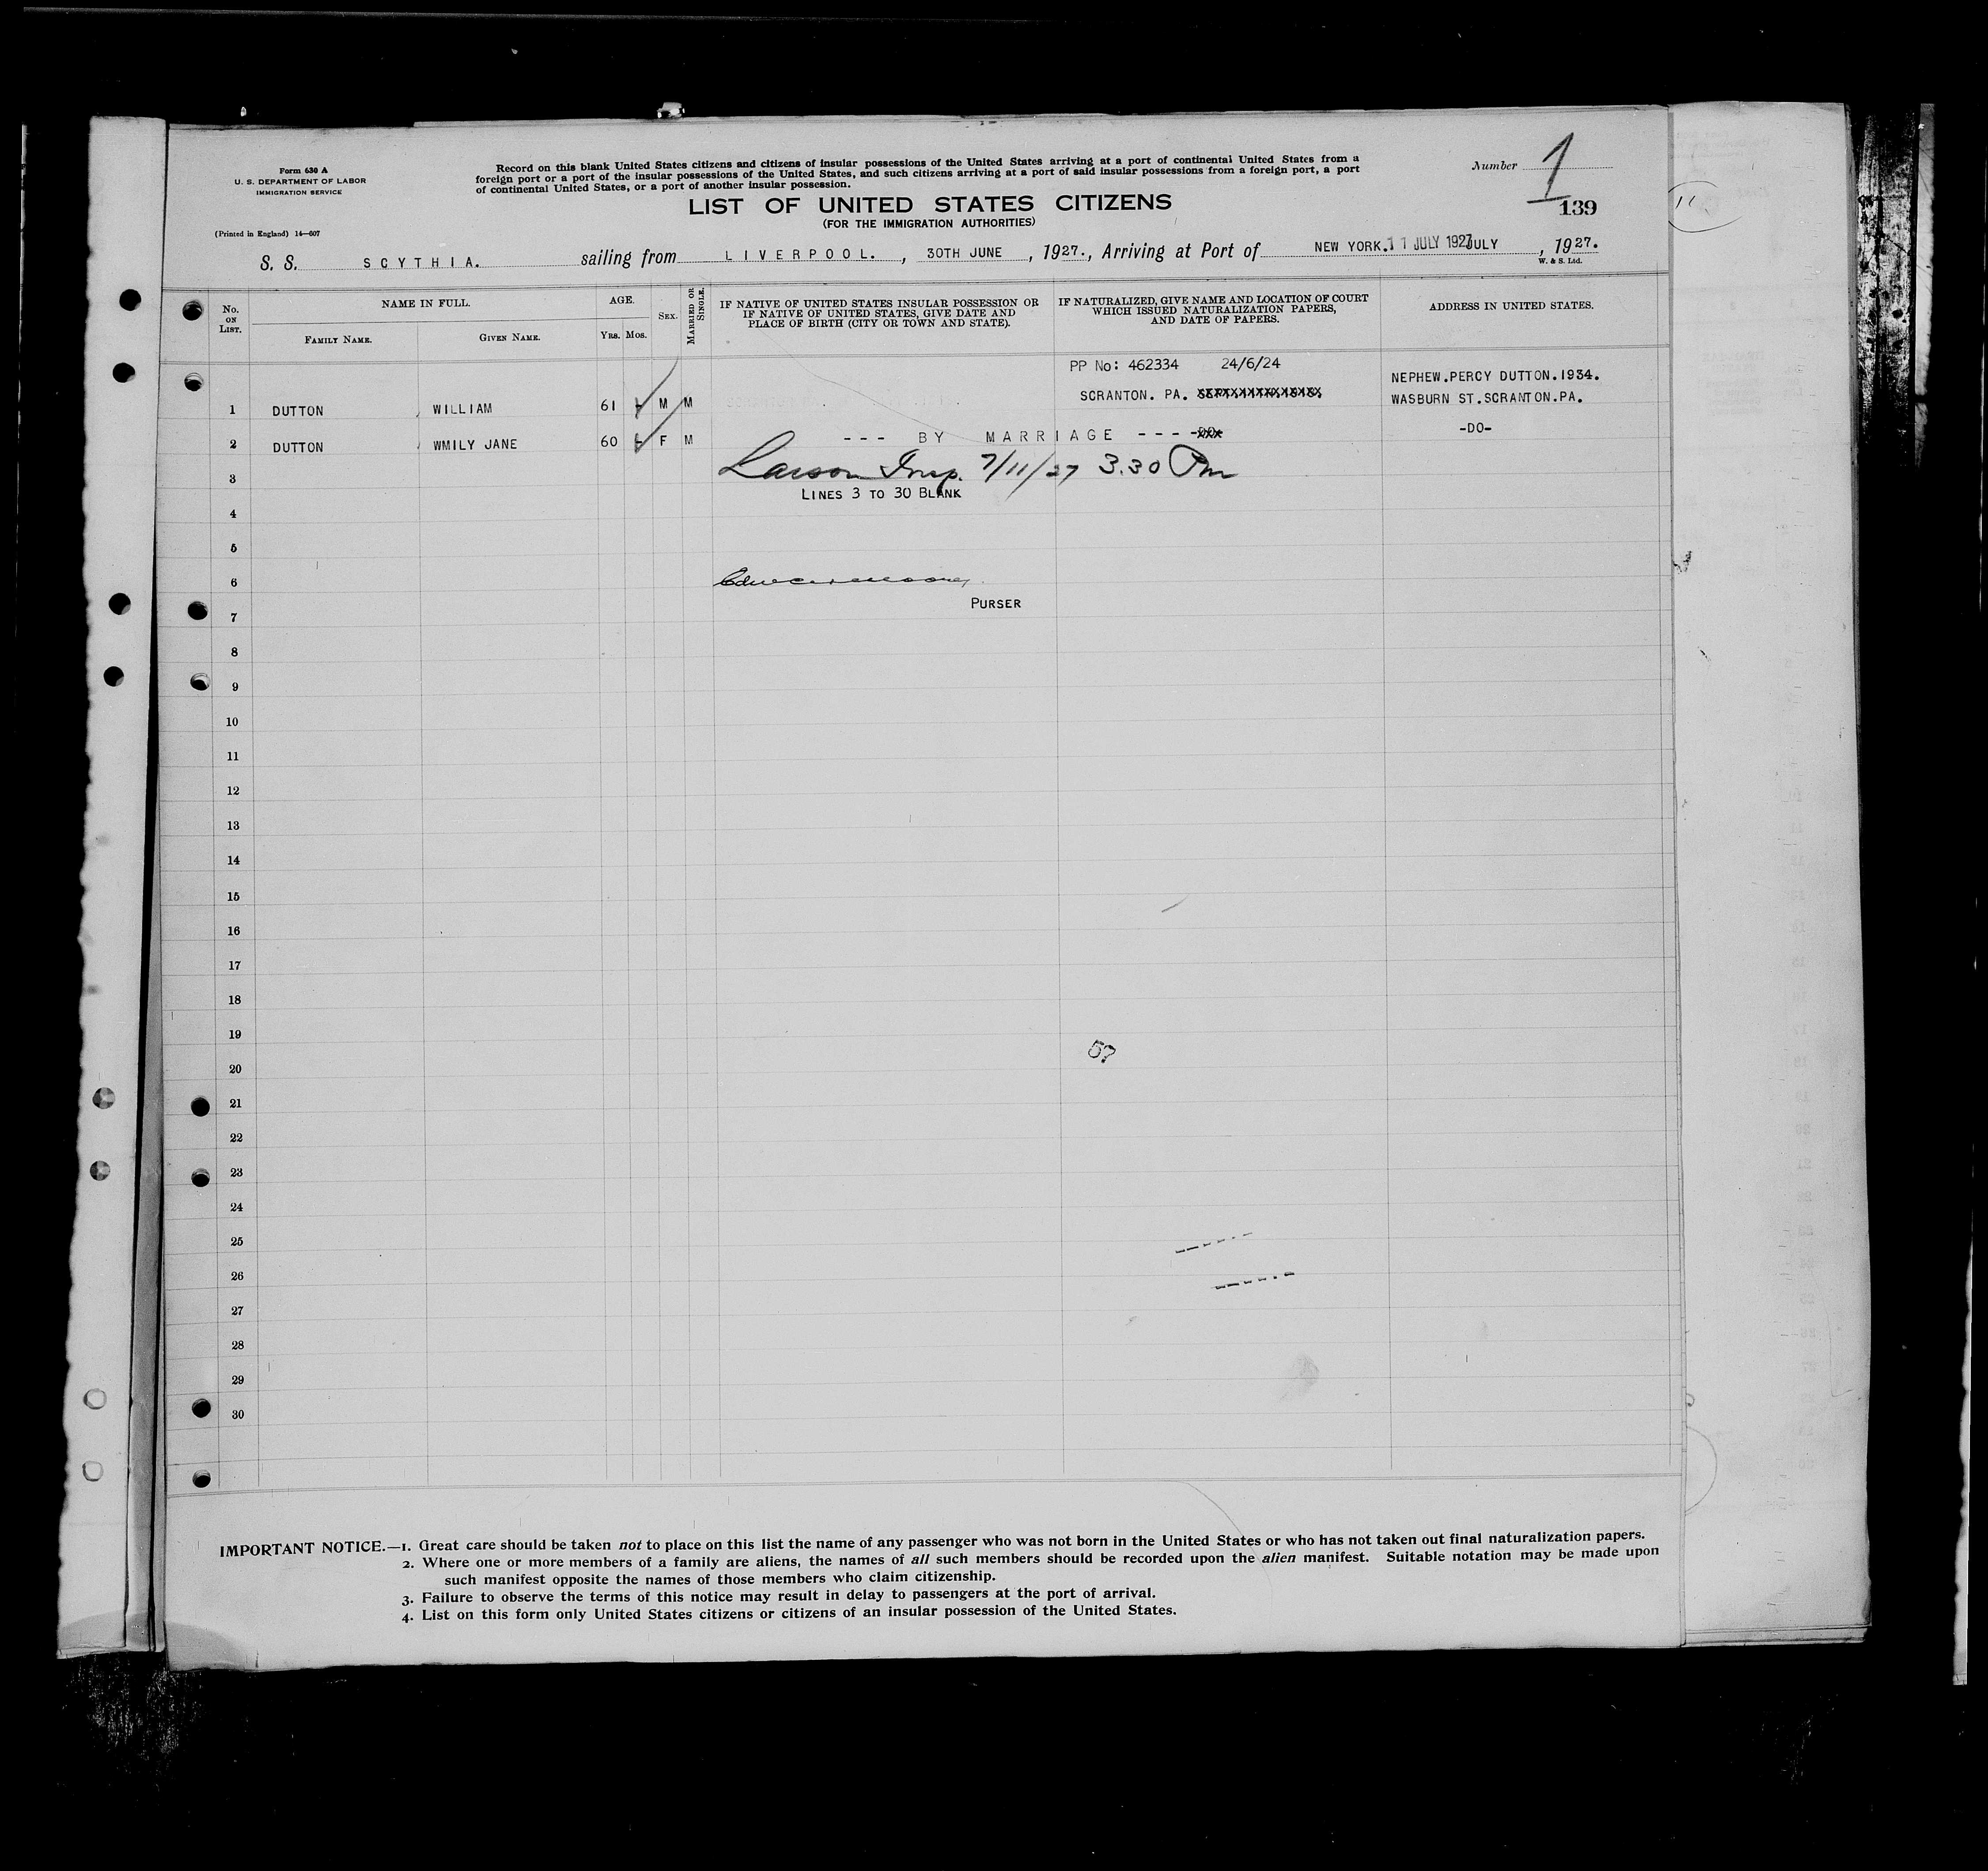 Form 630 A
U. S. DEPARTMENT OF LABOR
IMMIGRATION SERVICE
(Printed in England) 14—607
Record on this blank United States citizens and citizens of insular possessions of the United States arriving at a port of continental United States from a
foreign port or a port of the insular possessions of the United States, and such citizens arriving at a port of said insular possessions from a foreign port, a port
of continental United States, or a port of another insular possession.
Number 1
139
LIST OF UNITED STATES CITIZENS
(FOR THE IMMIGRATION AUTHORITIES)
S. S. SCYTHIA. sailing from LIVERPOOL. , 30TH JUNE , 1927., Arriving at Port of NEW YORK. 11 JULY 1927 JULY , 1927.
W. & S. Ltd.
No. ON LIST.
NAME IN FULL.
FAMILY NAME.
GIVEN NAME.
AGE.
YRS. MOS.
SEX.
MARRIED OR SINGLE.
IF NATIVE OF UNITED STATES INSULAR POSSESSION OR
IF NATIVE OF UNITED STATES, GIVE DATE AND
PLACE OF BIRTH (CITY OR TOWN AND STATE).
IF NATURALIZED, GIVE NAME AND LOCATION OF COURT
WHICH ISSUED NATURALIZATION PAPERS,
AND DATE OF PAPERS.
ADDRESS IN UNITED STATES.
PP No: 462334 24/6/24
NEPHEW.PERCY DUTTON.1934.
1 DUTTON WILLIAM 61 - M M SCRANTON. PA. WASBURN ST.SCRANTON.PA.
2 DUTTON WMILY JANE 60 - F M --- BY MARRIAGE --- -DO-
3 Larson Insp. 7/11/27 3.30 Pm
LINES 3 TO 30 BLANK
4
5
6
PURSER
7
8
9
10
11
12
13
14
15
16
17
18
19
20
21
22
23
24
25
26
27
28
29
30
IMPORTANT NOTICE.—1. Great care should be taken not to place on this list the name of any passenger who was not born in the United States or who has not taken out final naturalization papers.
2. Where one or more members of a family are aliens, the names of all such members should be recorded upon the alien manifest. Suitable notation may be made upon
such manifest opposite the names of those members who claim citizenship.
3. Failure to observe the terms of this notice may result in delay to passengers at the port of arrival.
4. List on this form only United States citizens or citizens of an insular possession of the United States.